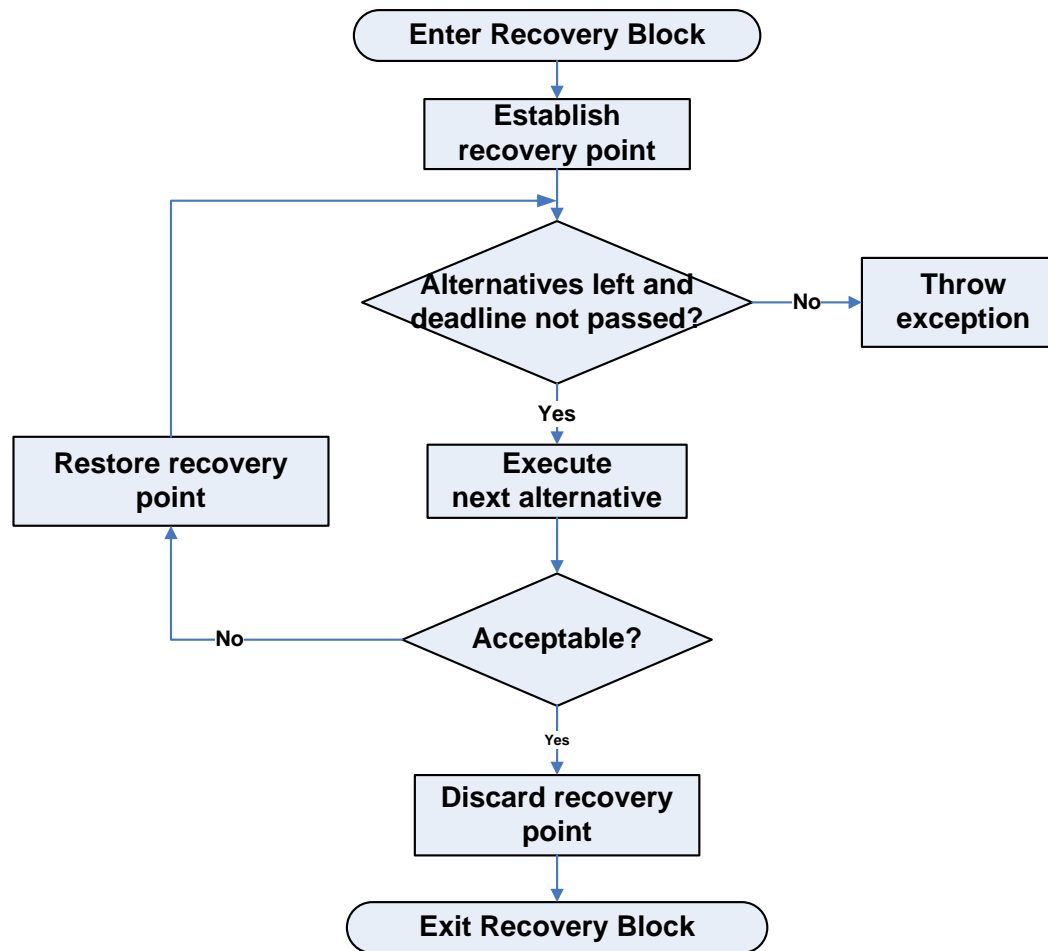 Enter Recovery Block
Establish
recovery point
Alternatives left and
deadline not passed?
No
Throw
exception
Yes
Execute
next alternative
Restore recovery
point
Acceptable?
No
Yes
Discard recovery
point
Exit Recovery Block